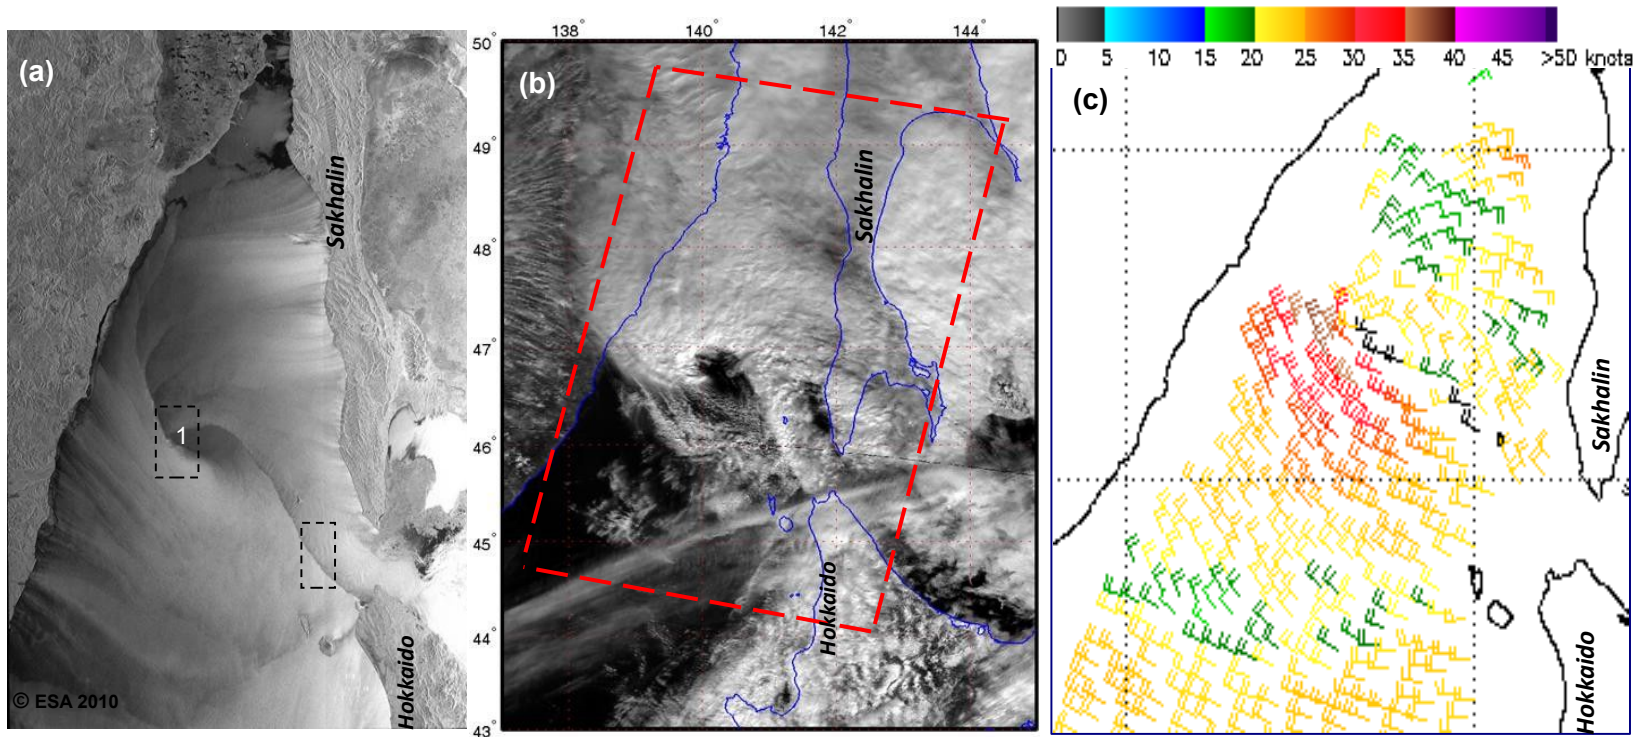 (a)
Sakhalin
1
Hokkaido
© ESA 2010
138° 140° 142° 144°
50°
49°
48°
47°
46°
45°
44°
43°
(b)
Sakhalin
Hokkaido
0 5 10 15 20 25 30 35 40 45 >50 knots
(c)
Sakhalin
Hokkaido